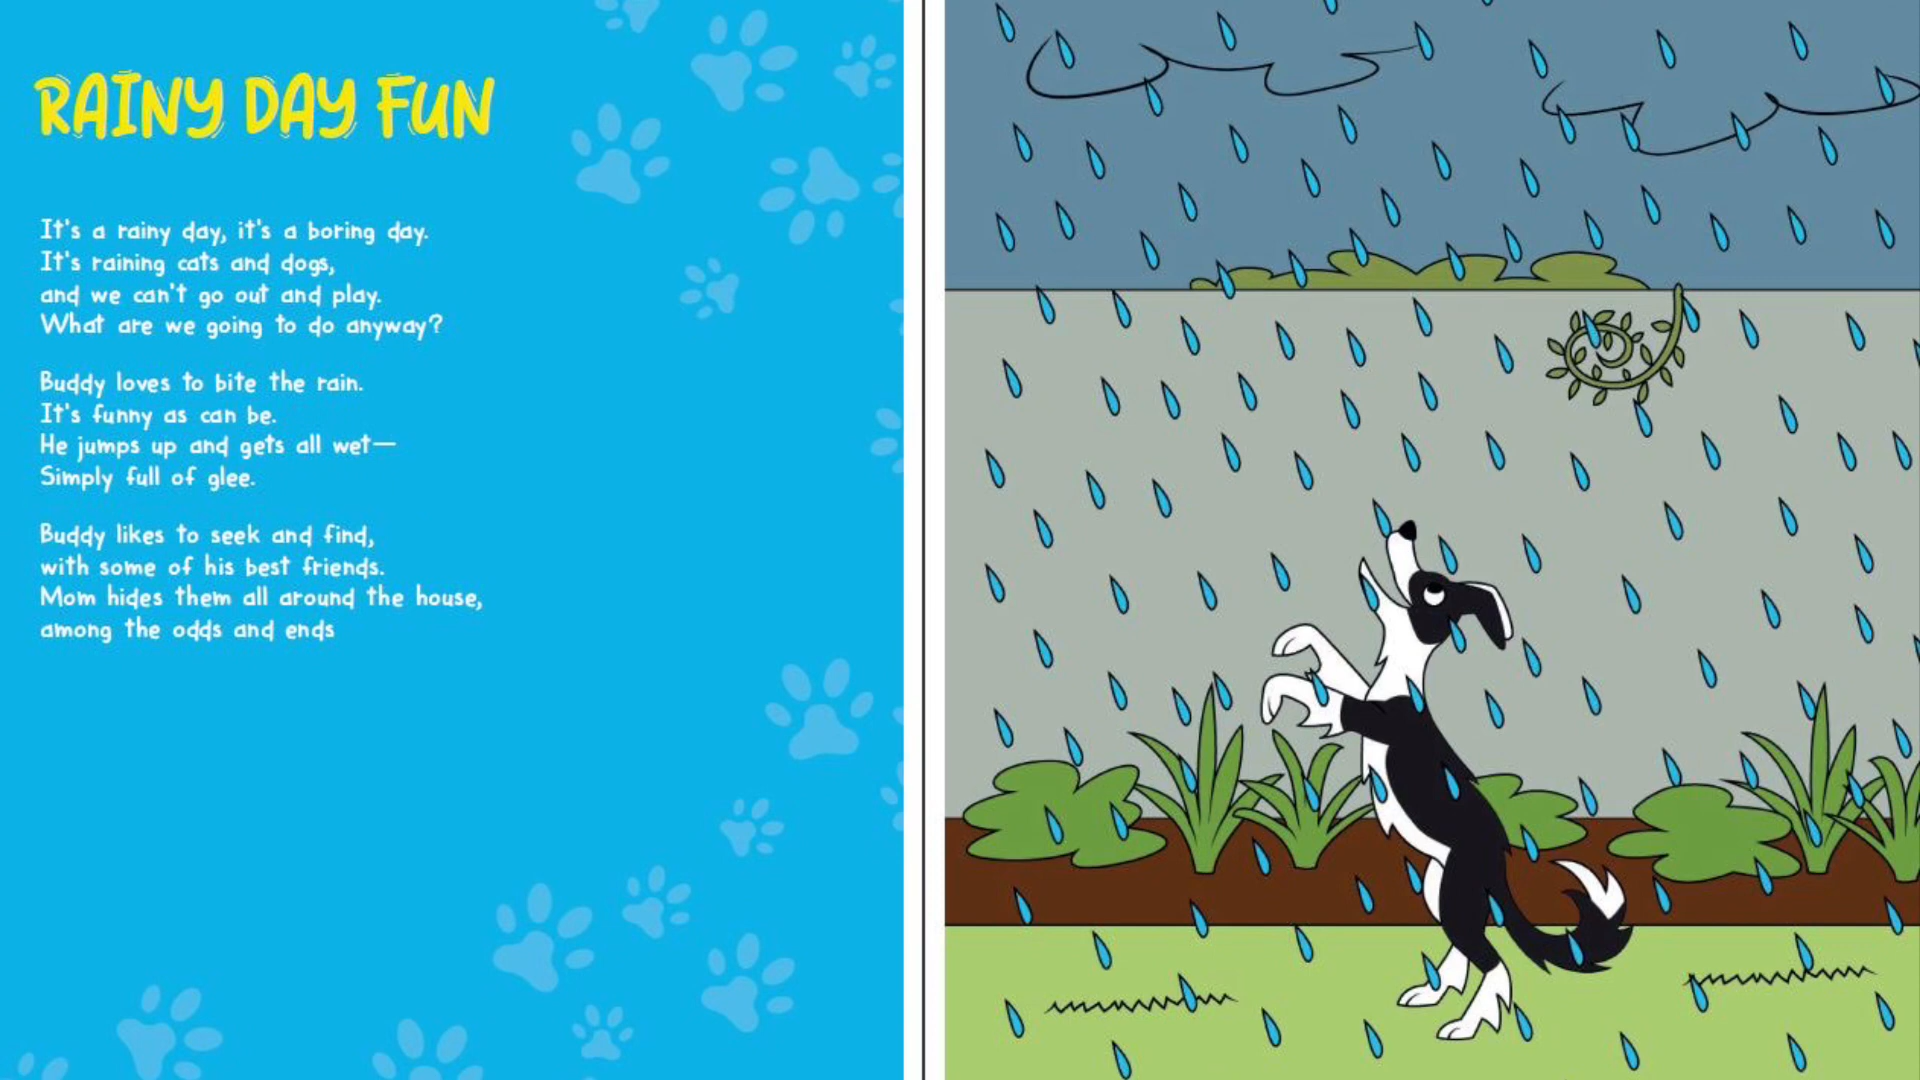 RAINY DAY FUN
It's a rainy day, it's a boring day.
It's raining cats and dogs,
and we can't go out and play.
What are we going to do anyway?
Buddy loves to bite the rain.
It's funny as can be.
He jumps up and gets all wet—
Simply full of glee.
Buddy likes to seek and find,
with some of his best friends.
Mom hides them all around the house,
among the odds and ends